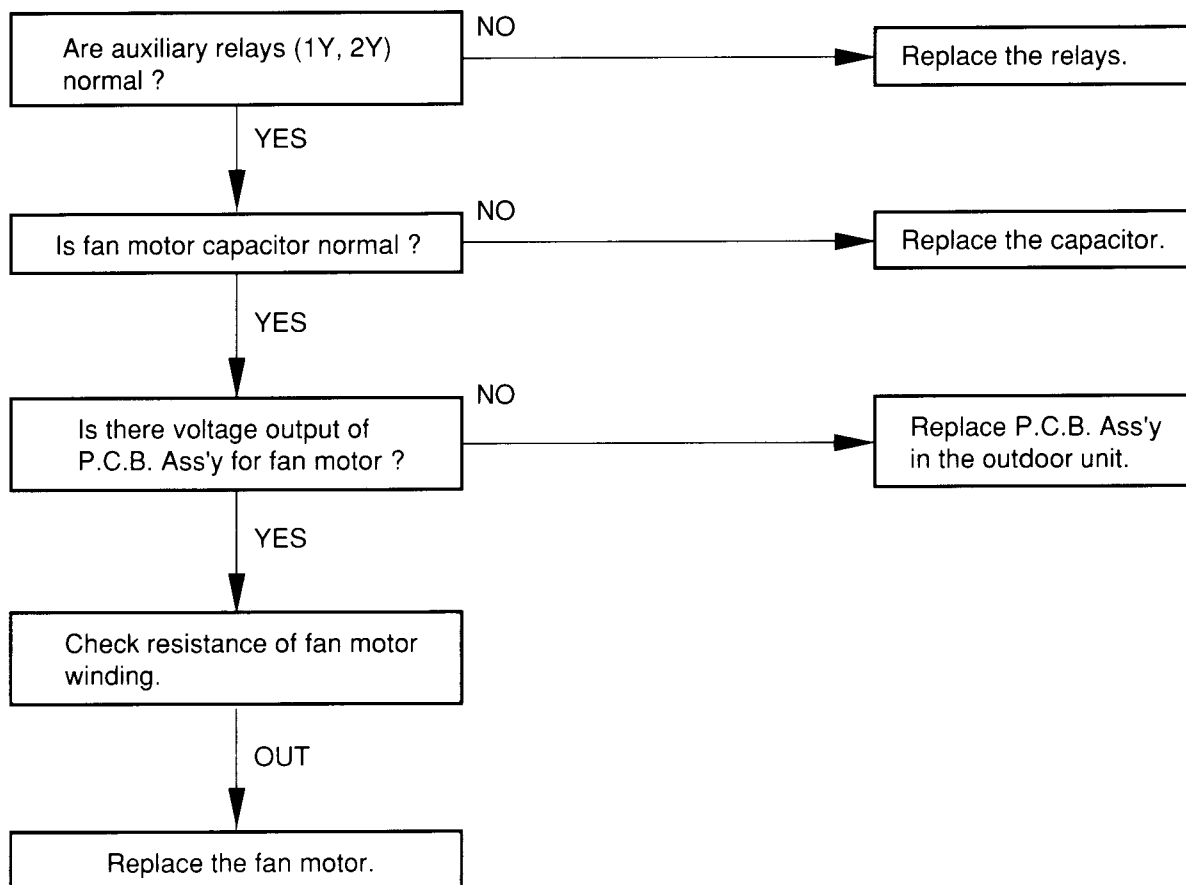 Are auxiliary relays (1Y, 2Y)
normal ?
NO
Replace the relays.
YES
Is fan motor capacitor normal ?
NO
Replace the capacitor.
YES
Is there voltage output of
P.C.B. Ass'y for fan motor ?
NO
Replace P.C.B. Ass'y
in the outdoor unit.
YES
Check resistance of fan motor
winding.
OUT
Replace the fan motor.